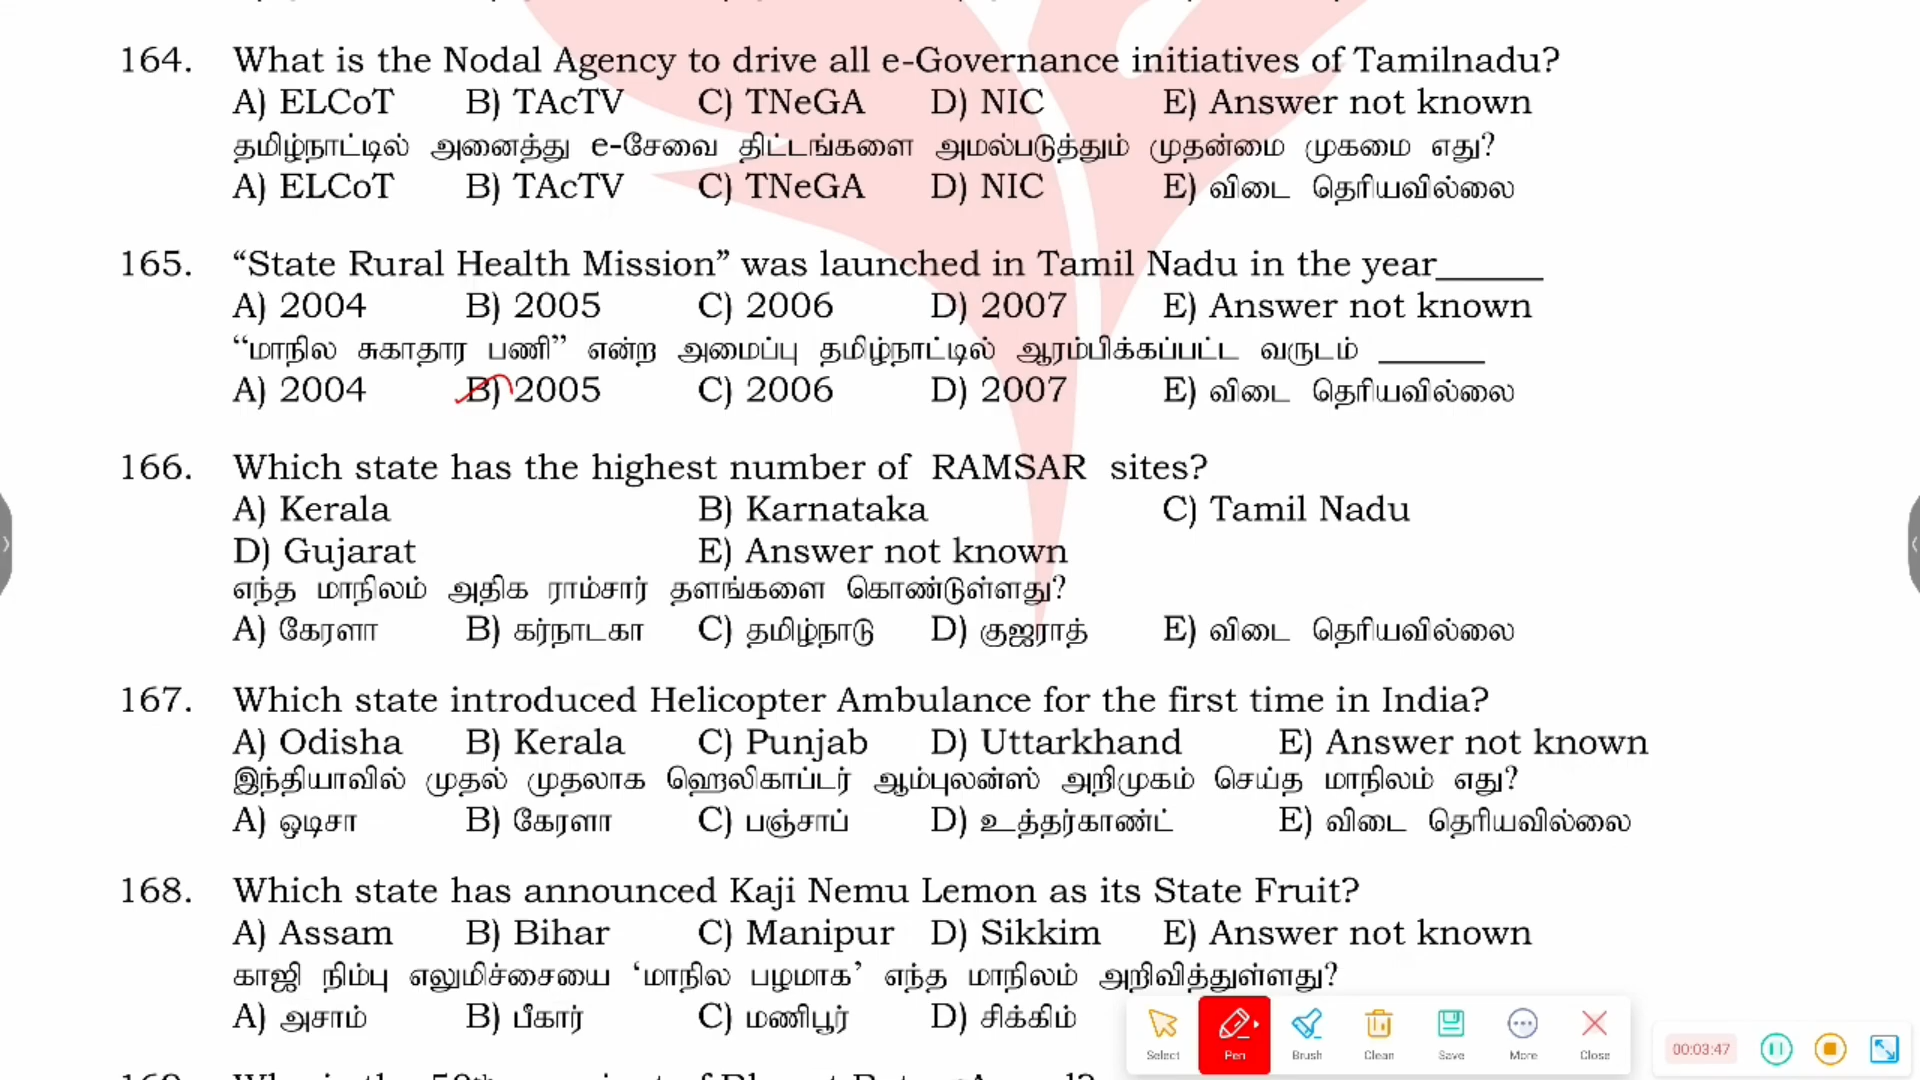 164. What is the Nodal Agency to drive all e-Governance initiatives of Tamilnadu?
A) ELCoT B) TAcTV C) TNeGA D) NIC E) Answer not known
தமிழ்நாட்டில் அனைத்து e-சேவை திட்டங்களை அமல்படுத்தும் முதன்மை முகமை எது?
A) ELCoT B) TAcTV C) TNeGA D) NIC E) விடை தெரியவில்லை
165. “State Rural Health Mission” was launched in Tamil Nadu in the year_____
A) 2004 B) 2005 C) 2006 D) 2007 E) Answer not known
“மாநில சுகாதார பணி” என்ற அமைப்பு தமிழ்நாட்டில் ஆரம்பிக்கப்பட்ட வருடம் _____
A) 2004 B) 2005 C) 2006 D) 2007 E) விடை தெரியவில்லை
166. Which state has the highest number of RAMSAR sites?
A) Kerala B) Karnataka C) Tamil Nadu
D) Gujarat E) Answer not known
எந்த மாநிலம் அதிக ராம்சார் தளங்களை கொண்டுள்ளது?
A) கேரளா B) கர்நாடகா C) தமிழ்நாடு D) குஜராத் E) விடை தெரியவில்லை
167. Which state introduced Helicopter Ambulance for the first time in India?
A) Odisha B) Kerala C) Punjab D) Uttarkhand E) Answer not known
இந்தியாவில் முதல் முதலாக ஹெலிகாப்டர் ஆம்புலன்ஸ் அறிமுகம் செய்த மாநிலம் எது?
A) ஒடிசா B) கேரளா C) பஞ்சாப் D) உத்தர்காண்ட் E) விடை தெரியவில்லை
168. Which state has announced Kaji Nemu Lemon as its State Fruit?
A) Assam B) Bihar C) Manipur D) Sikkim E) Answer not known
காஜி நிம்பு எலுமிச்சையை ‘மாநில பழமாக’ எந்த மாநிலம் அறிவித்துள்ளது?
A) அசாம் B) பீகார் C) மணிபூர் D) சிக்கிம்
Select Pen Brush Clean Save More Close
00:03:47